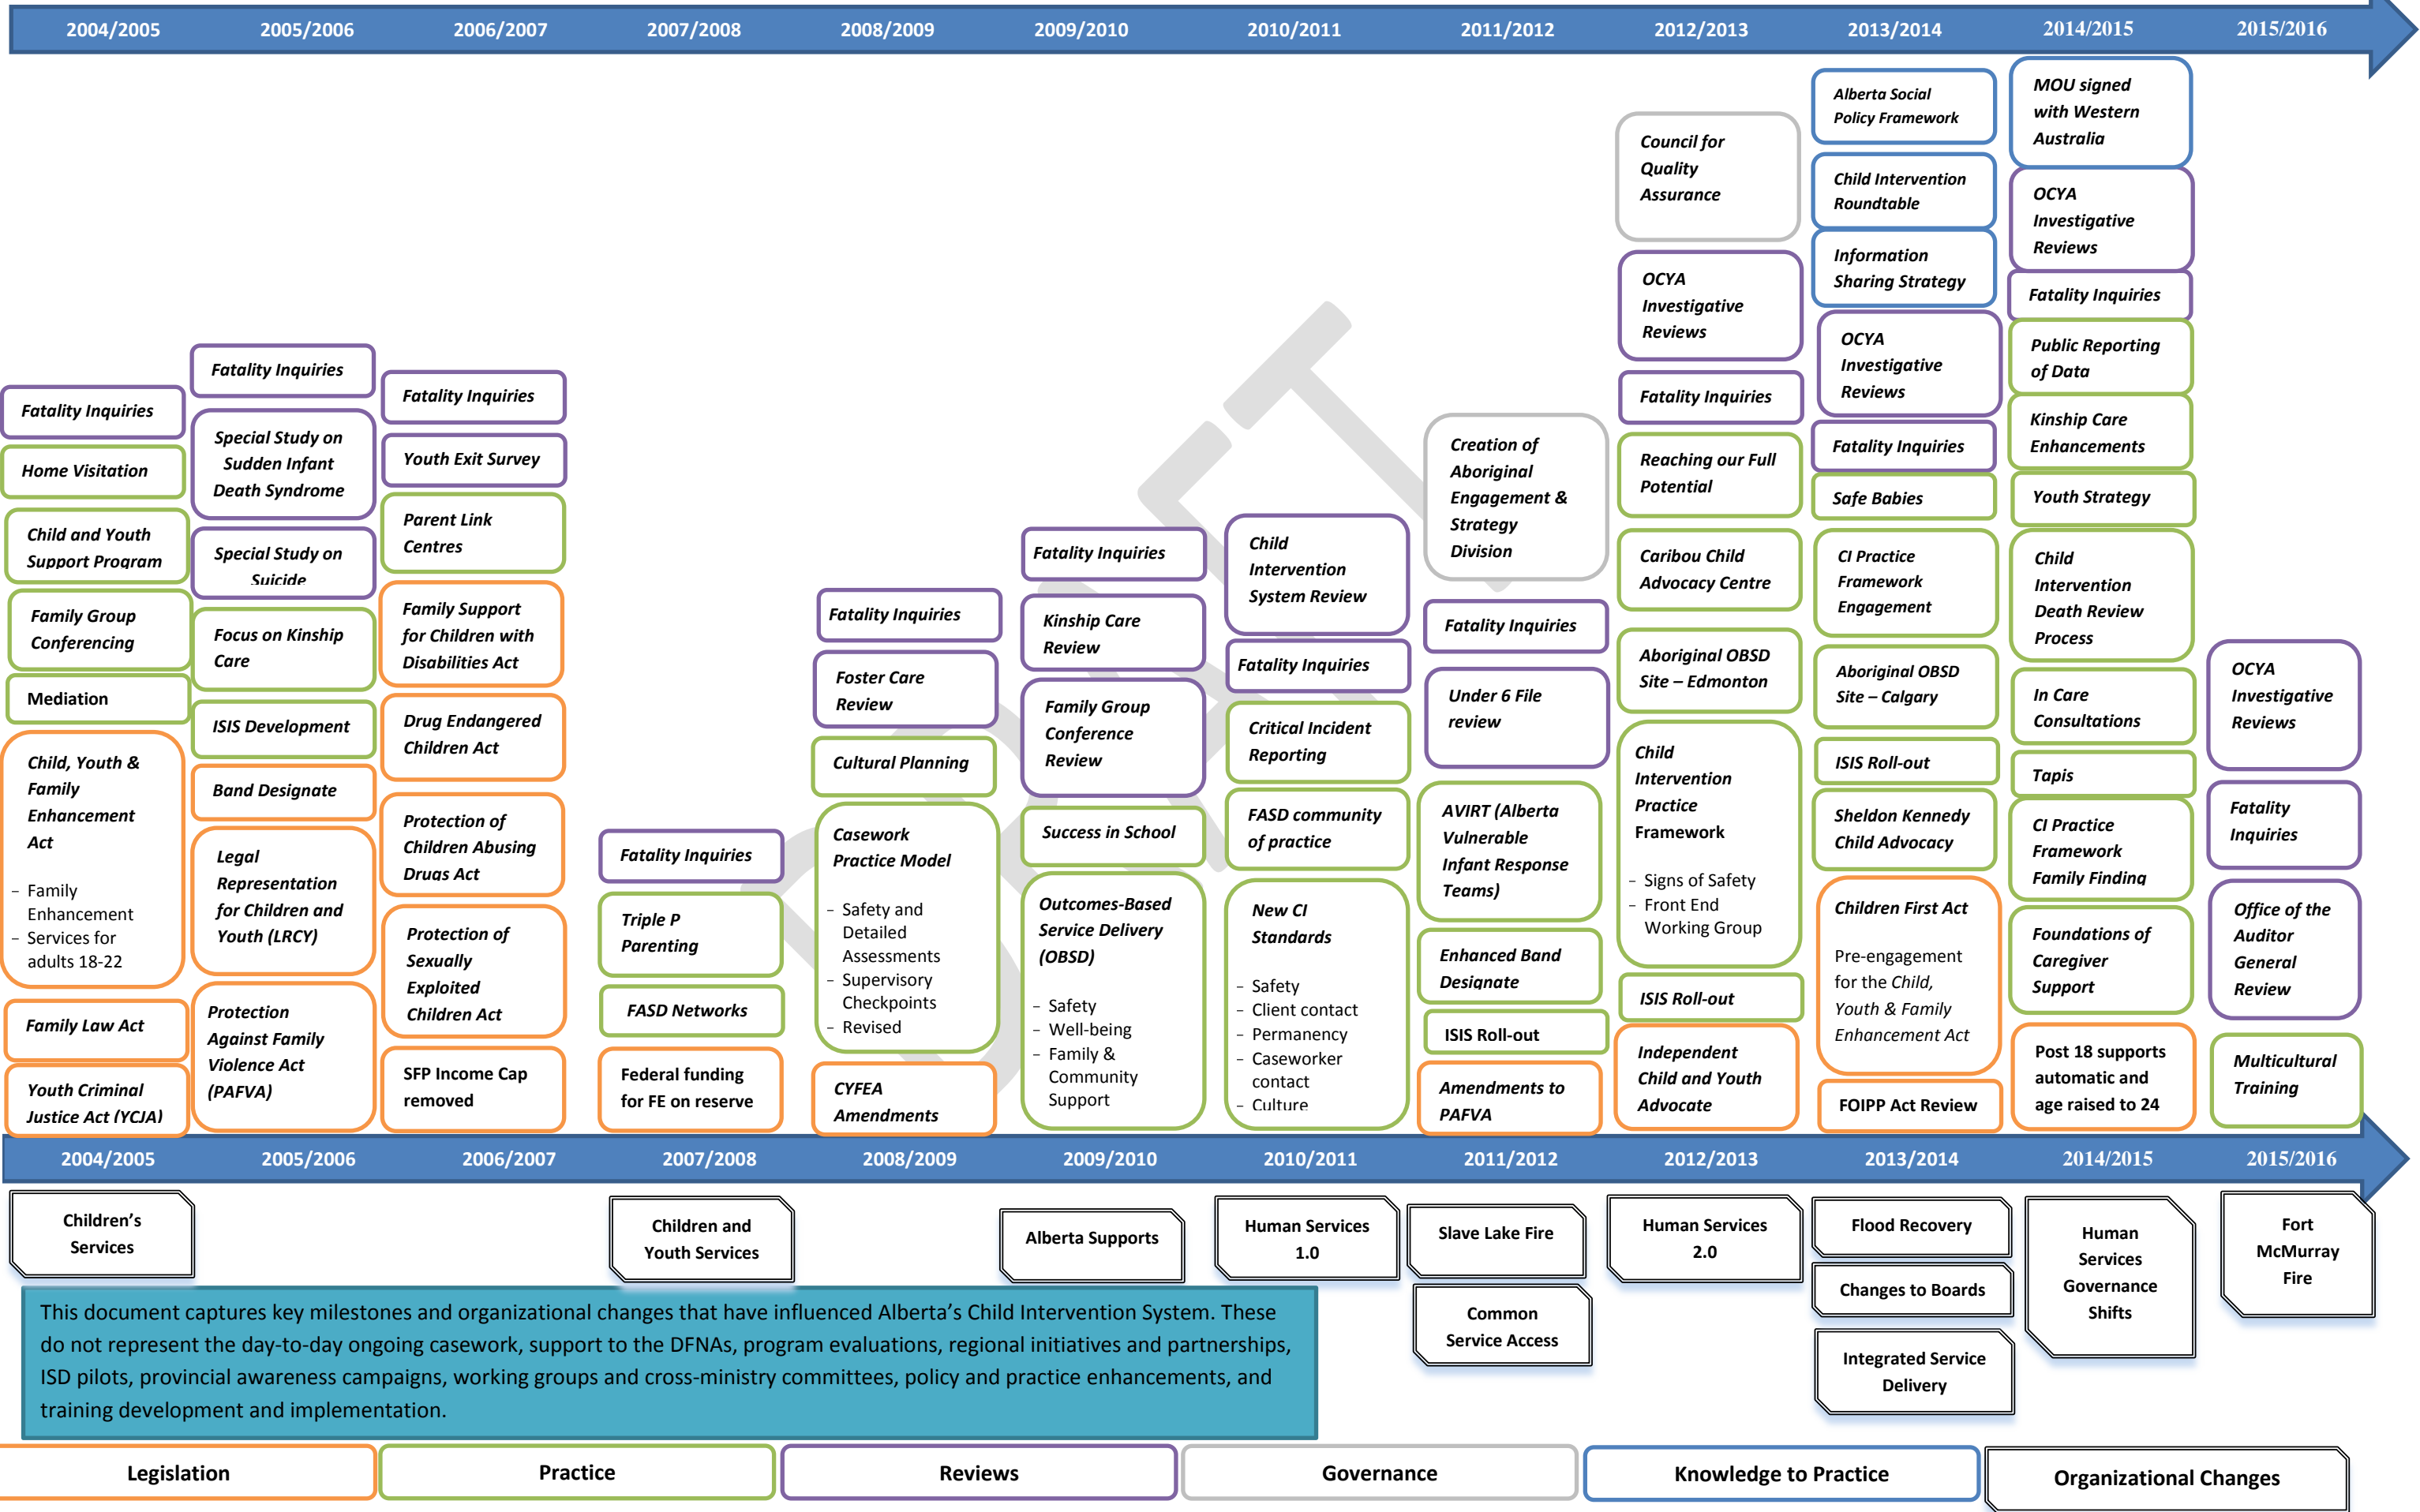 2004/2005 2005/2006 2006/2007 2007/2008 2008/2009 2009/2010 2010/2011 2011/2012 2012/2013 2013/2014 2014/2015 2015/2016
Fatality Inquiries
Home Visitation
Child and Youth
Support Program
Family Group
Conferencing
Mediation
Child, Youth &
Family
Enhancement
Act
– Family
Enhancement
– Services for
adults 18-22
Family Law Act
Youth Criminal
Justice Act (YCJA)
Fatality Inquiries
Special Study on
Sudden Infant
Death Syndrome
Special Study on
Suicide
Focus on Kinship
Care
ISIS Development
Band Designate
Legal
Representation
for Children and
Youth (LRCY)
Protection
Against Family
Violence Act
(PAFVA)
Fatality Inquiries
Youth Exit Survey
Parent Link
Centres
Family Support
for Children with
Disabilities Act
Drug Endangered
Children Act
Protection of
Children Abusing
Drugs Act
Protection of
Sexually
Exploited
Children Act
SFP Income Cap
removed
Fatality Inquiries
Triple P
Parenting
FASD Networks
Federal funding
for FE on reserve
Fatality Inquiries
Foster Care
Review
Cultural Planning
Casework
Practice Model
– Safety and
Detailed
Assessments
– Supervisory
Checkpoints
– Revised
CYFEA
Amendments
Fatality Inquiries
Kinship Care
Review
Family Group
Conference
Review
Success in School
Outcomes-Based
Service Delivery
(OBSD)
– Safety
– Well-being
– Family &
Community
Support
Child
Intervention
System Review
Fatality Inquiries
Critical Incident
Reporting
FASD community
of practice
New CI
Standards
– Safety
– Client contact
– Permanency
– Caseworker
contact
– Culture
Creation of
Aboriginal
Engagement &
Strategy
Division
Fatality Inquiries
Under 6 File
review
AVIRT (Alberta
Vulnerable
Infant Response
Teams)
Enhanced Band
Designate
ISIS Roll-out
Amendments to
PAFVA
Council for
Quality
Assurance
OCYA
Investigative
Reviews
Fatality Inquiries
Reaching our Full
Potential
Caribou Child
Advocacy Centre
Aboriginal OBSD
Site – Edmonton
Child
Intervention
Practice
Framework
– Signs of Safety
– Front End
Working Group
ISIS Roll-out
Independent
Child and Youth
Advocate
Alberta Social
Policy Framework
Child Intervention
Roundtable
Information
Sharing Strategy
OCYA
Investigative
Reviews
Fatality Inquiries
Safe Babies
CI Practice
Framework
Engagement
Aboriginal OBSD
Site – Calgary
ISIS Roll-out
Sheldon Kennedy
Child Advocacy
Children First Act
Pre-engagement
for the Child,
Youth & Family
Enhancement Act
FOIPP Act Review
MOU signed
with Western
Australia
OCYA
Investigative
Reviews
Fatality Inquiries
Public Reporting
of Data
Kinship Care
Enhancements
Youth Strategy
Child
Intervention
Death Review
Process
In Care
Consultations
Tapis
CI Practice
Framework
Family Finding
Foundations of
Caregiver
Support
Post 18 supports
automatic and
age raised to 24
OCYA
Investigative
Reviews
Fatality
Inquiries
Office of the
Auditor
General
Review
Multicultural
Training
DRAFT
2004/2005 2005/2006 2006/2007 2007/2008 2008/2009 2009/2010 2010/2011 2011/2012 2012/2013 2013/2014 2014/2015 2015/2016
Children's
Services
Children and
Youth Services
Alberta Supports
Human Services
1.0
Slave Lake Fire
Common
Service Access
Human Services
2.0
Flood Recovery
Changes to Boards
Integrated Service
Delivery
Human
Services
Governance
Shifts
Fort
McMurray
Fire
This document captures key milestones and organizational changes that have influenced Alberta's Child Intervention System. These
do not represent the day-to-day ongoing casework, support to the DFNAs, program evaluations, regional initiatives and partnerships,
ISD pilots, provincial awareness campaigns, working groups and cross-ministry committees, policy and practice enhancements, and
training development and implementation.
Legislation Practice Reviews Governance Knowledge to Practice Organizational Changes